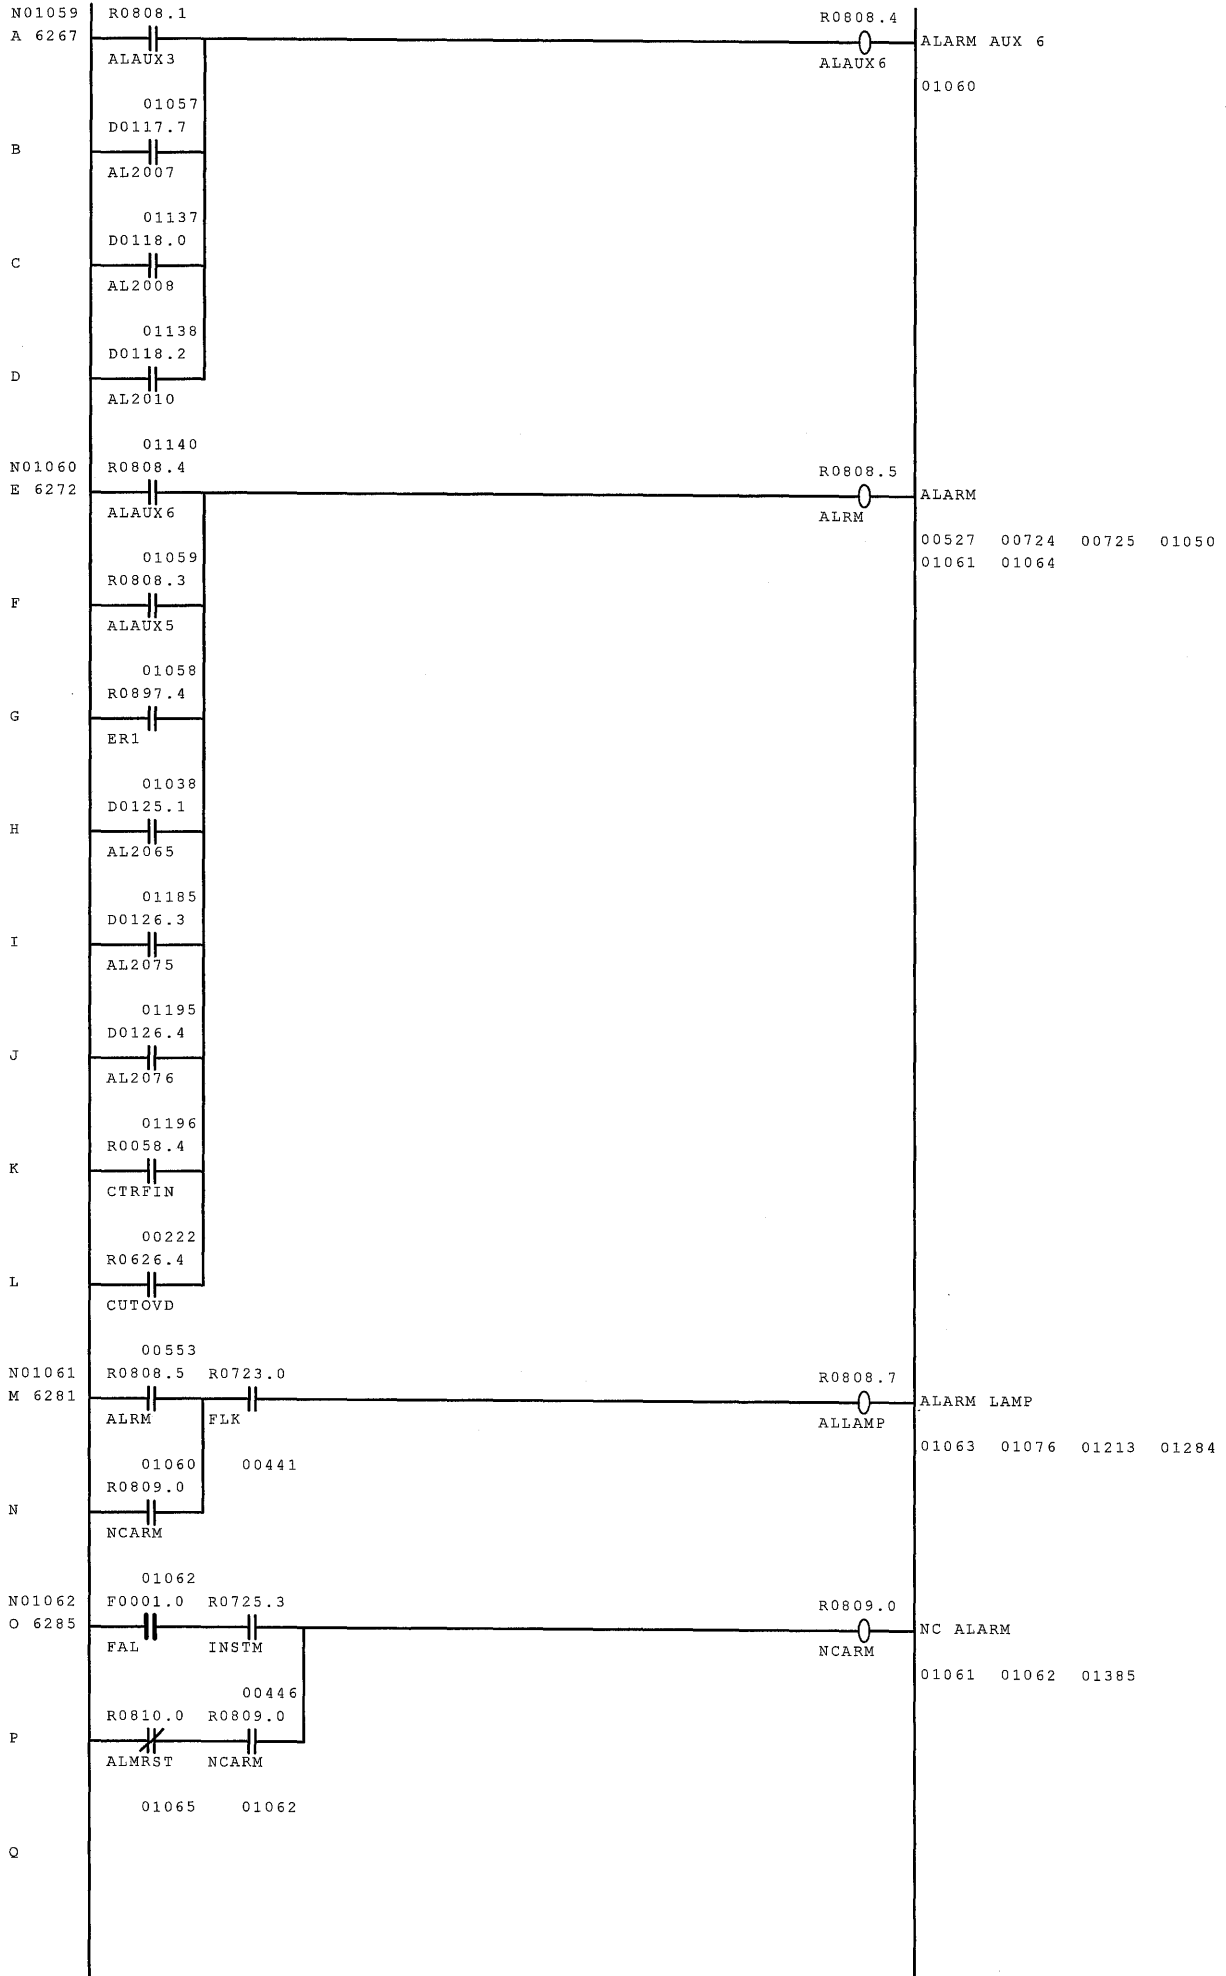 N01059 R0808.1 R0808.4
A 6267 ALARM AUX 6
ALAUX3 ALAUX6
01060
01057
D0117.7
B
AL2007
01137
D0118.0
C
AL2008
01138
D0118.2
D
AL2010
01140
N01060 R0808.4 R0808.5
E 6272 ALARM
ALAUX6 ALRM
00527 00724 00725 01050
01059
01061 01064
R0808.3
F
ALAUX5
01058
R0897.4
G
ER1
01038
D0125.1
H
AL2065
01185
D0126.3
I
AL2075
01195
D0126.4
J
AL2076
01196
R0058.4
K
CTRFIN
00222
R0626.4
L
CUTOVD
00553
N01061 R0808.5 R0723.0 R0808.7
M 6281 ALARM LAMP
ALRM FLK ALLAMP
01063 01076 01213 01284
01060 00441
R0809.0
N
NCARM
01062
N01062 F0001.0 R0725.3 R0809.0
O 6285 NC ALARM
FAL INSTM NCARM
01061 01062 01385
00446
R0810.0 R0809.0
P
ALMRST NCARM
01065 01062
Q